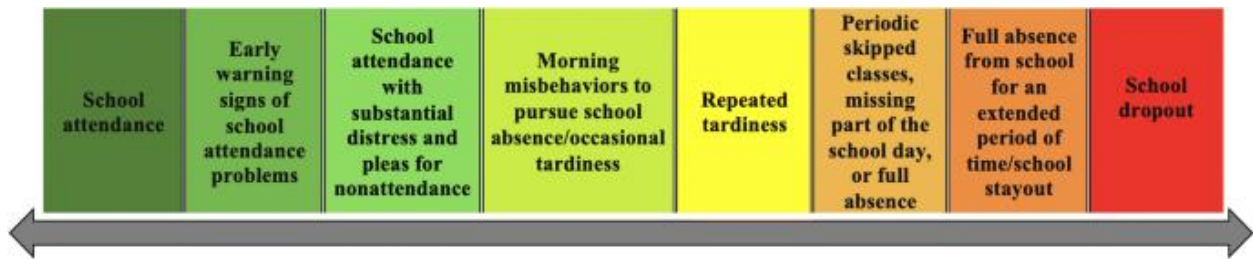 School
attendance
Early
warning
signs of
school
attendance
problems
School
attendance
with
substantial
distress and
pleas for
nonattendance
Morning
misbehaviors to
pursue school
absence/occasional
tardiness
Repeated
tardiness
Periodic
skipped
classes,
missing
part of the
school day,
or full
absence
Full absence
from school
for an
extended
period of
time/school
stayout
School
dropout